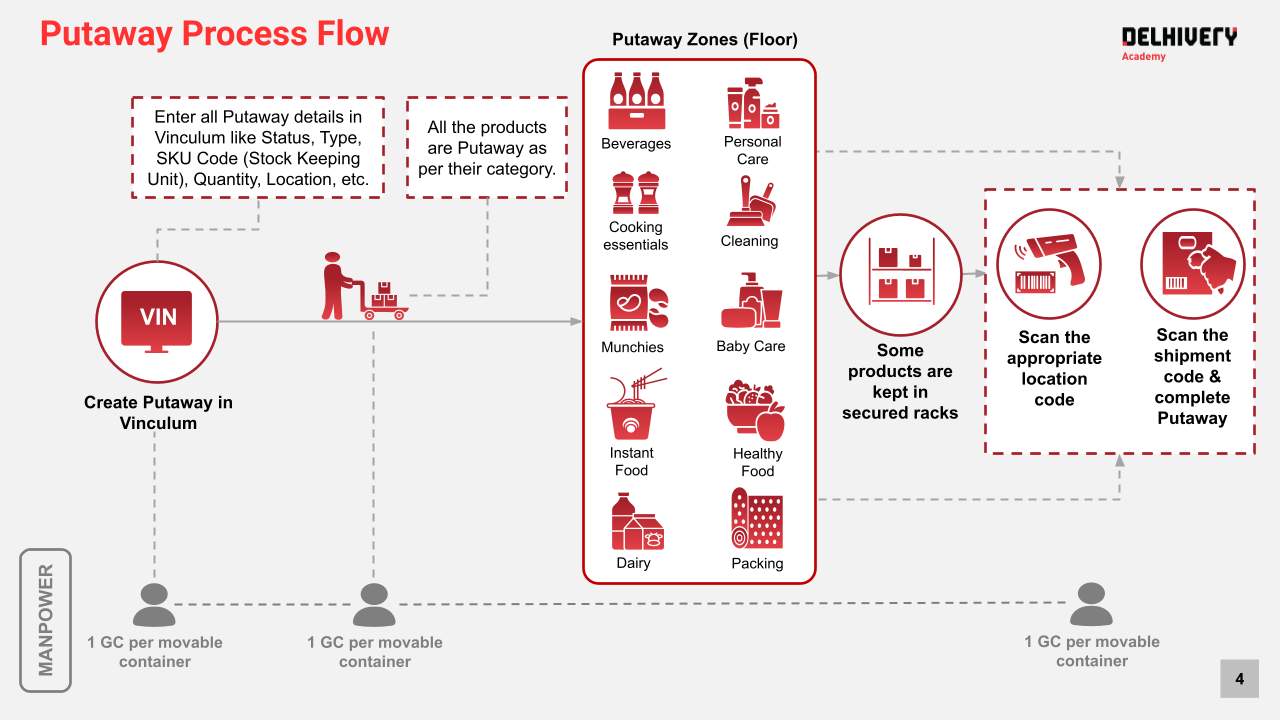 Putaway Process Flow
DELHIVERY
Academy
Putaway Zones (Floor)
Enter all Putaway details in
Vinculum like Status, Type,
SKU Code (Stock Keeping
Unit), Quantity, Location, etc.
All the products
are Putaway as
per their category.
VIN
Create Putaway in
Vinculum
Beverages
Personal
Care
Cooking
essentials
Cleaning
Munchies
Baby Care
Instant
Food
Healthy
Food
Dairy
Packing
Some
products are
kept in
secured racks
Scan the
appropriate
location
code
Scan the
shipment
code &
complete
Putaway
MANPOWER
1 GC per movable
container
1 GC per movable
container
1 GC per movable
container
4